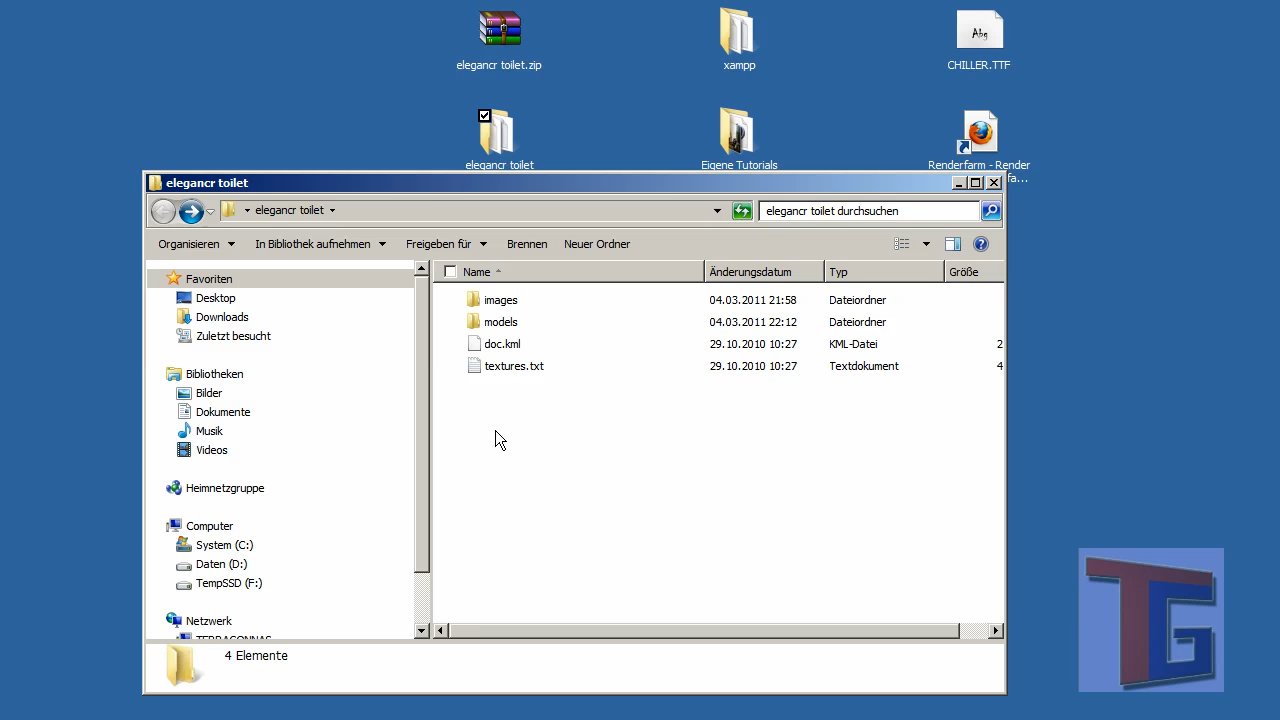 elegancr toilet.zip
xampp
Abg
CHILLER.TTF
elegancr toilet
Eigene Tutorials
Renderfarm - Render
fa...
elegancr toilet
elegancr toilet
elegancr toilet durchsuchen
Organisieren
In Bibliothek aufnehmen
Freigeben für
Brennen
Neuer Ordner
Favoriten
Desktop
Downloads
Zuletzt besucht
Bibliotheken
Bilder
Dokumente
Musik
Videos
Heimnetzgruppe
Computer
System (C:)
Daten (D:)
TempSSD (F:)
Netzwerk
Name Änderungsdatum Typ Größe
images 04.03.2011 21:58 Dateiordner
models 04.03.2011 22:12 Dateiordner
doc.kml 29.10.2010 10:27 KML-Datei 2
textures.txt 29.10.2010 10:27 Textdokument 4
4 Elemente
TG